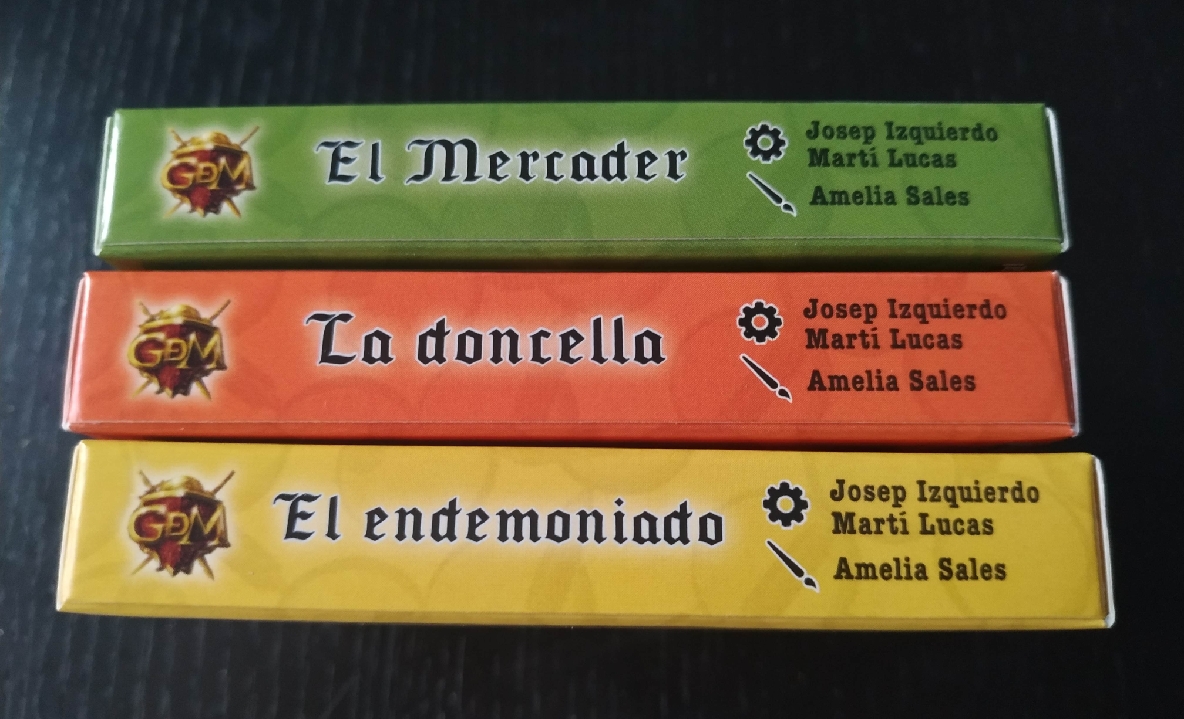 GDM
El Mercader
Josep Izquierdo
Martí Lucas
Amelia Sales
GDM
La doncella
Josep Izquierdo
Martí Lucas
Amelia Sales
GDM
El endemoniado
Josep Izquierdo
Martí Lucas
Amelia Sales